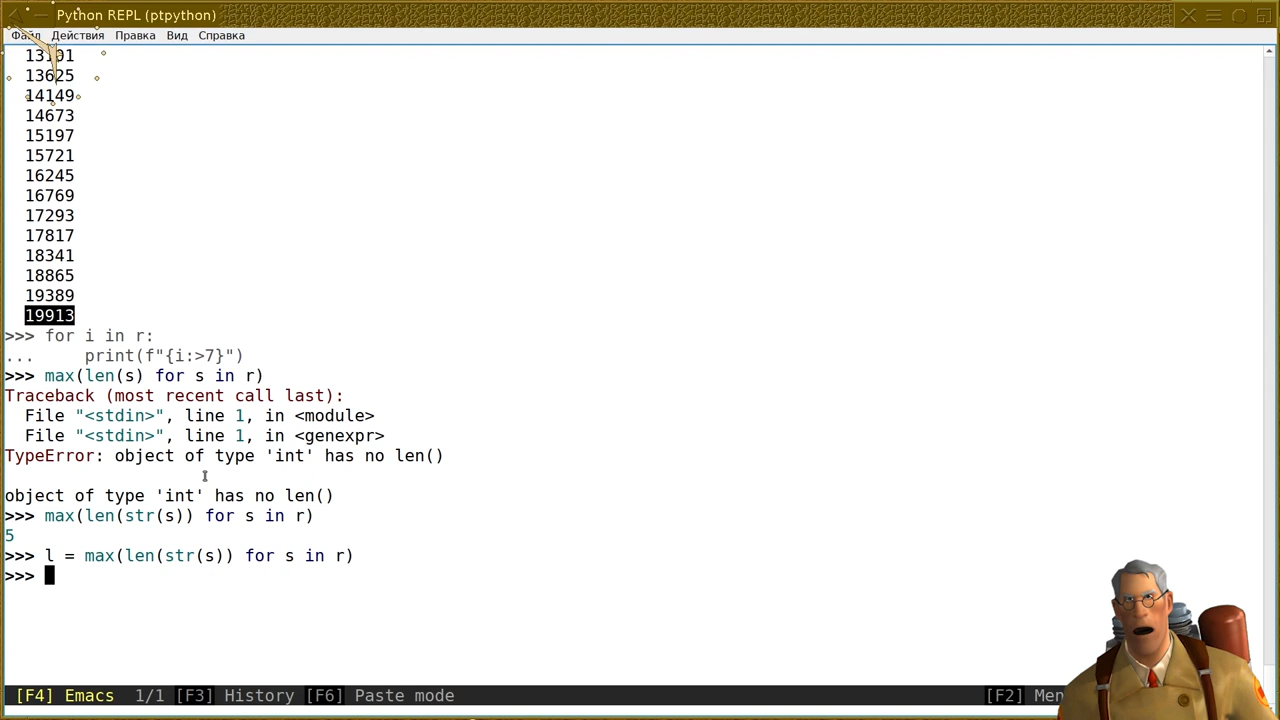 Python REPL (ptpython)
Файл Действия Правка Вид Справка
13101
13625
14149
14673
15197
15721
16245
16769
17293
17817
18341
18865
19389
19913
>>> for i in r:
...     print(f"{i:>7}")
>>> max(len(s) for s in r)
Traceback (most recent call last):
  File "<stdin>", line 1, in <module>
  File "<stdin>", line 1, in <genexpr>
TypeError: object of type 'int' has no len()
object of type 'int' has no len()
>>> max(len(str(s)) for s in r)
5
>>> l = max(len(str(s)) for s in r)
>>>
[F4] Emacs 1/1 [F3] History [F6] Paste mode [F2] Men